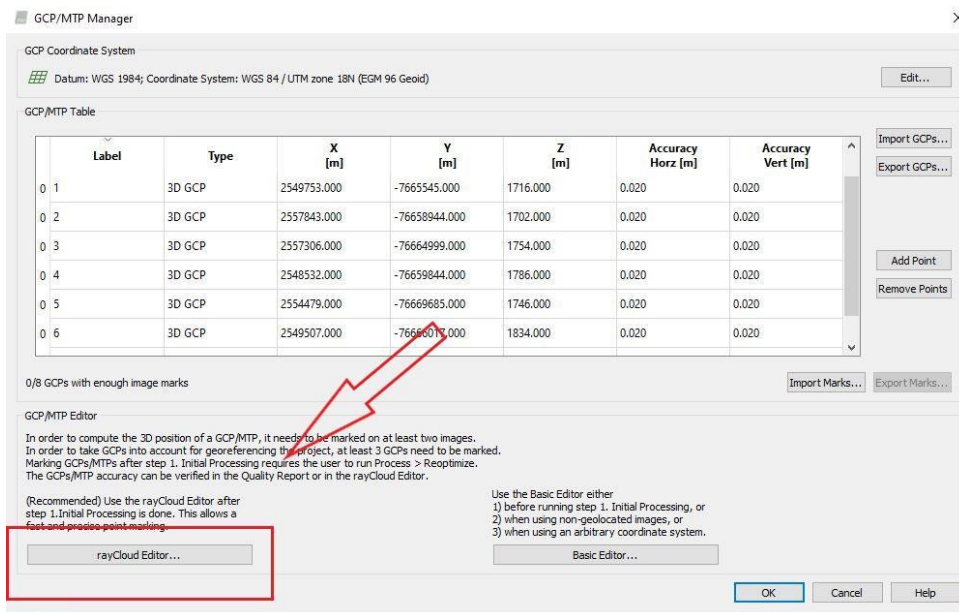 GCP/MTP Manager
GCP Coordinate System
Datum: WGS 1984; Coordinate System: WGS 84 / UTM zone 18N (EGM 96 Geoid)
Edit...
GCP/MTP Table
Label Type X [m] Y [m] Z [m] Accuracy Horz [m] Accuracy Vert [m]
0 1 3D GCP 2549753.000 -7665545.000 1716.000 0.020 0.020
0 2 3D GCP 2557843.000 -76658944.000 1702.000 0.020 0.020
0 3 3D GCP 2557306.000 -76664999.000 1754.000 0.020 0.020
0 4 3D GCP 2548532.000 -76659844.000 1786.000 0.020 0.020
0 5 3D GCP 2554479.000 -76669685.000 1746.000 0.020 0.020
0 6 3D GCP 2549507.000 -76666017.000 1834.000 0.020 0.020
Import GCPs...
Export GCPs...
Add Point
Remove Points
0/8 GCPs with enough image marks
Import Marks...
Export Marks...
GCP/MTP Editor
In order to compute the 3D position of a GCP/MTP, it needs to be marked on at least two images.
In order to take GCPs into account for georeferencing the project, at least 3 GCPs need to be marked.
Marking GCPs/MTPs after step 1. Initial Processing requires the user to run Process > Reoptimize.
The GCPs/MTP accuracy can be verified in the Quality Report or in the rayCloud Editor.
(Recommended) Use the rayCloud Editor after
step 1.Initial Processing is done. This allows a
fast and precise point marking.
rayCloud Editor...
Use the Basic Editor either
1) before running step 1. Initial Processing, or
2) when using non-geolocated images, or
3) when using an arbitrary coordinate system.
Basic Editor...
OK
Cancel
Help